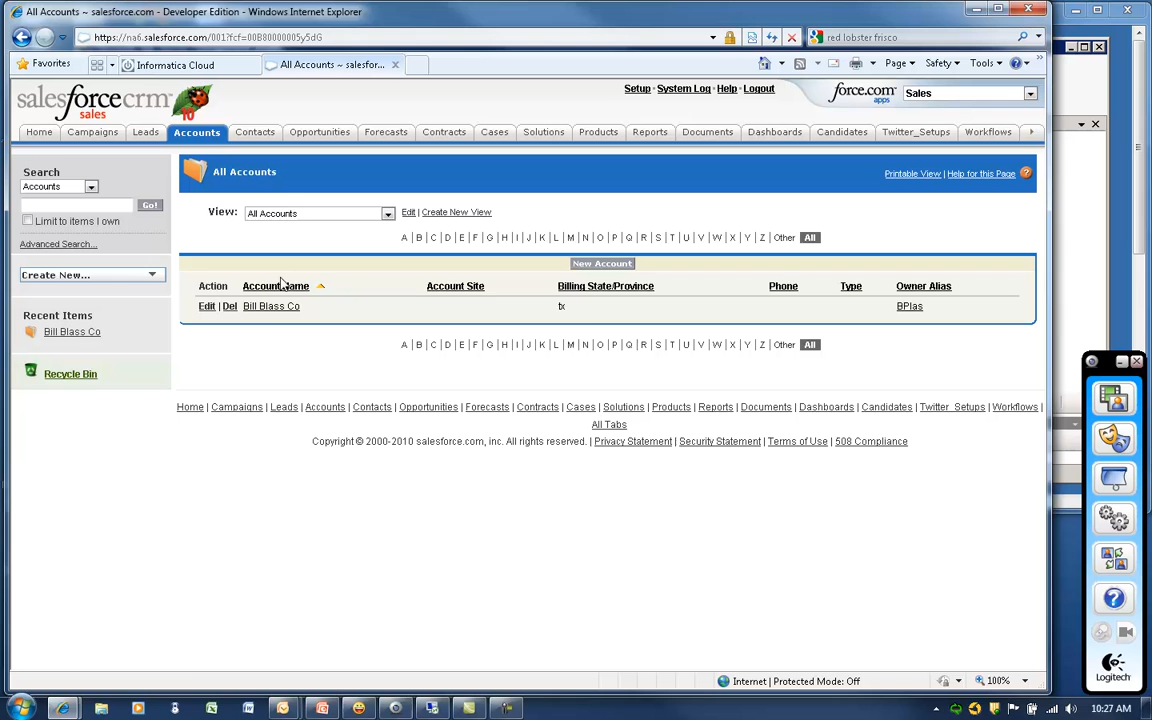 All Accounts ~ salesforce.com - Developer Edition - Windows Internet Explorer
https://na6.salesforce.com/001?fcf=00B80000005y5dG
red lobster frisco
Favorites
Informatica Cloud
All Accounts ~ salesfor...
Page
Safety
Tools
salesforcecrm
sales
10
Setup · System Log · Help · Logout
force.com
apps
Sales
Home
Campaigns
Leads
Accounts
Contacts
Opportunities
Forecasts
Contracts
Cases
Solutions
Products
Reports
Documents
Dashboards
Candidates
Twitter_Setups
Workflows
Search
Accounts
Go!
Limit to items I own
Advanced Search...
Create New...
Recent Items
Bill Blass Co
Recycle Bin
All Accounts
Printable View | Help for this Page
View: All Accounts Edit | Create New View
A | B | C | D | E | F | G | H | I | J | K | L | M | N | O | P | Q | R | S | T | U | V | W | X | Y | Z | Other All
New Account
Action Account Name Account Site Billing State/Province Phone Type Owner Alias
Edit | Del Bill Blass Co tx BPlas
A | B | C | D | E | F | G | H | I | J | K | L | M | N | O | P | Q | R | S | T | U | V | W | X | Y | Z | Other All
Home | Campaigns | Leads | Accounts | Contacts | Opportunities | Forecasts | Contracts | Cases | Solutions | Products | Reports | Documents | Dashboards | Candidates | Twitter_Setups | Workflows |
All Tabs
Copyright © 2000-2010 salesforce.com, inc. All rights reserved. | Privacy Statement | Security Statement | Terms of Use | 508 Compliance
Internet | Protected Mode: Off
100%
Logitech
10:27 AM